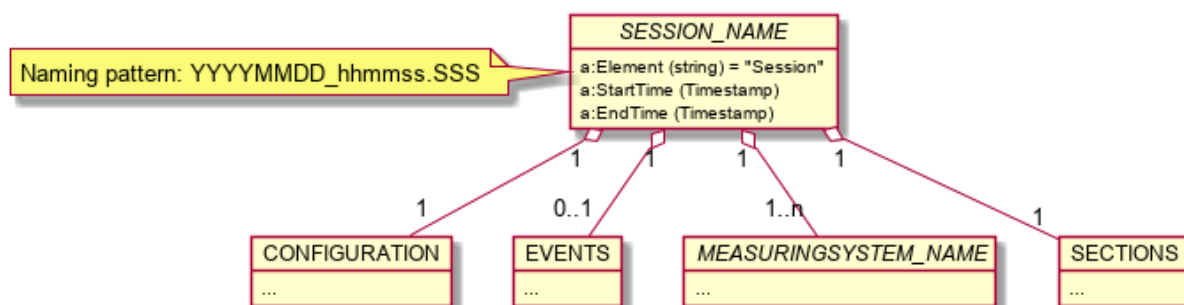 SESSION_NAME
Naming pattern: YYYYMMDD_hhmmss.SSS
a:Element (string) = "Session"
a:StartTime (Timestamp)
a:EndTime (Timestamp)
1
1
1
1
1
0..1
1..n
1
CONFIGURATION
EVENTS
MEASURINGSYSTEM_NAME
SECTIONS
...
...
...
...